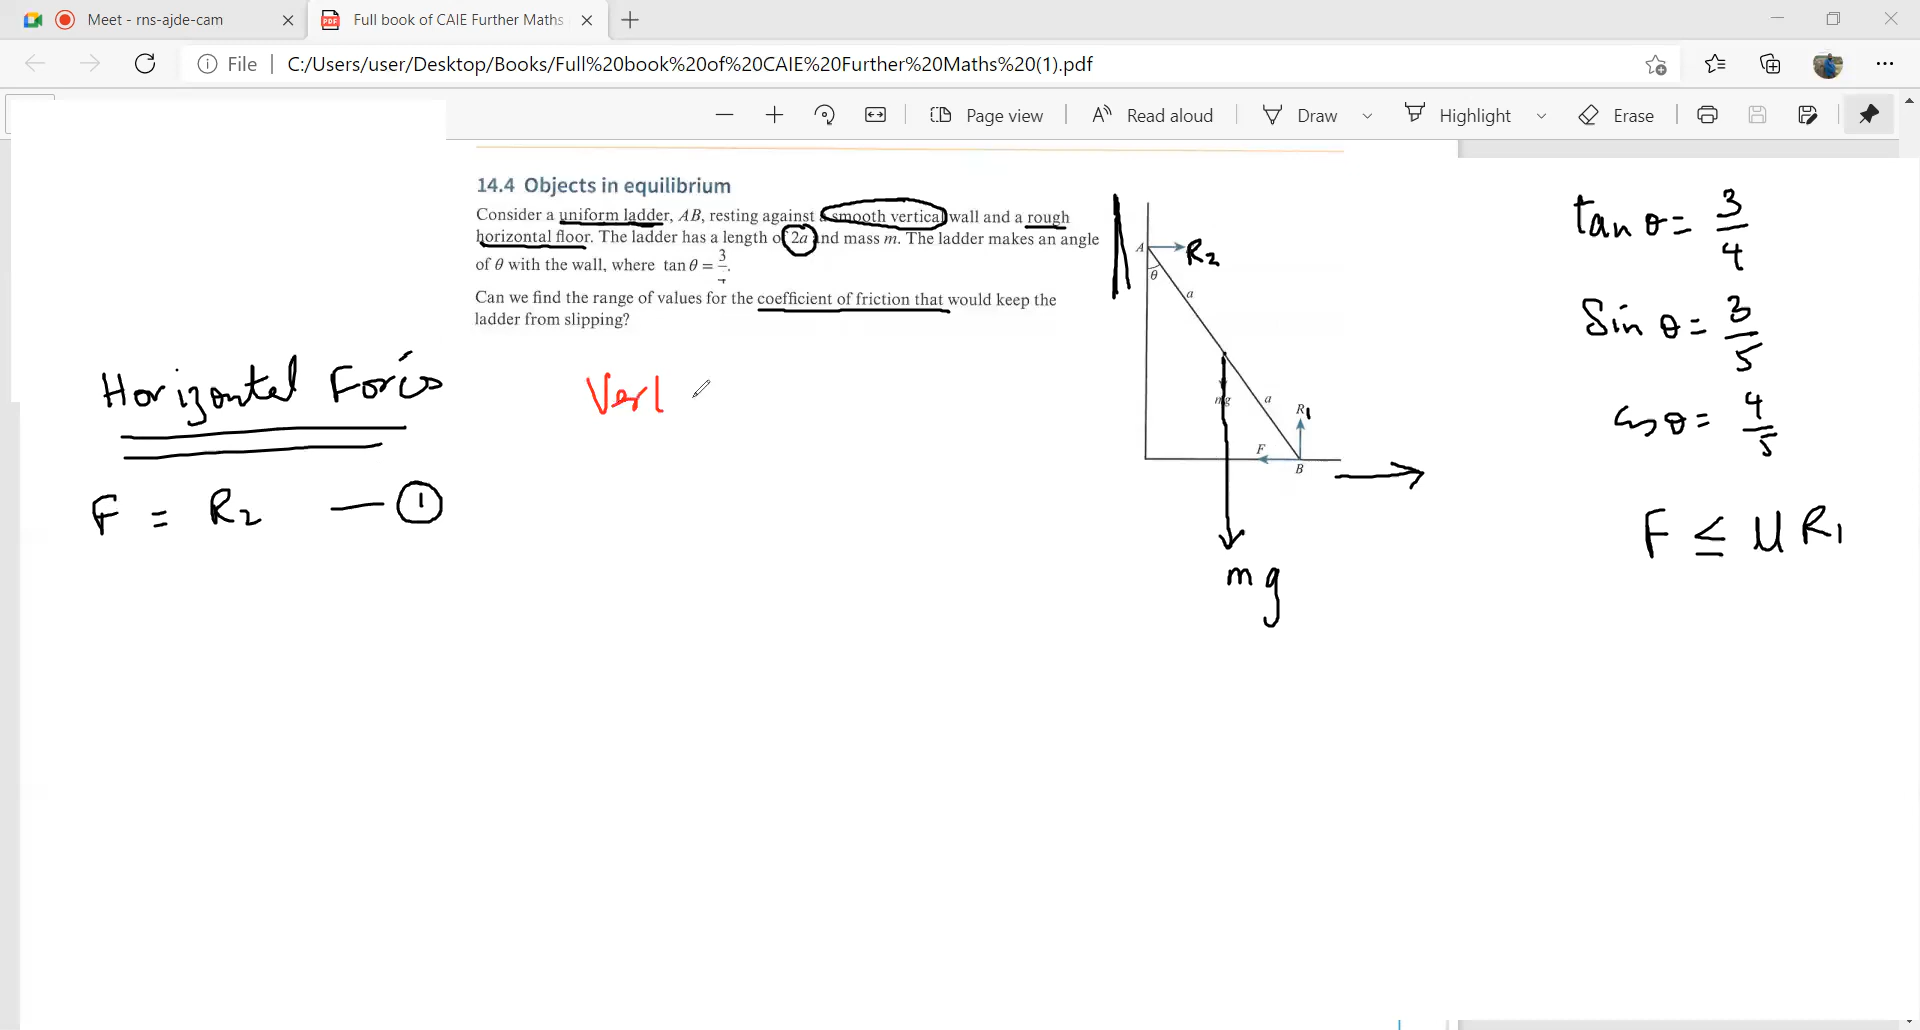 Meet - rns-ajde-cam
Full book of CAIE Further Maths
File
C:/Users/user/Desktop/Books/Full%20book%20of%20CAIE%20Further%20Maths%20(1).pdf
Page view
Read aloud
Draw
Highlight
Erase
14.4 Objects in equilibrium
Consider a uniform ladder, AB, resting against a smooth vertical wall and a rough
horizontal floor. The ladder has a length of 2a and mass m. The ladder makes an angle
of θ with the wall, where tan θ = 3/4.
Can we find the range of values for the coefficient of friction that would keep the
ladder from slipping?
A
R2
θ
a
mg
a
R1
F
B
mg
tan θ = 3/4
Sin θ = 3/5
cos θ = 4/5
F ≤ μ R1
Horizontal Forces
F = R2 — ①
Verl